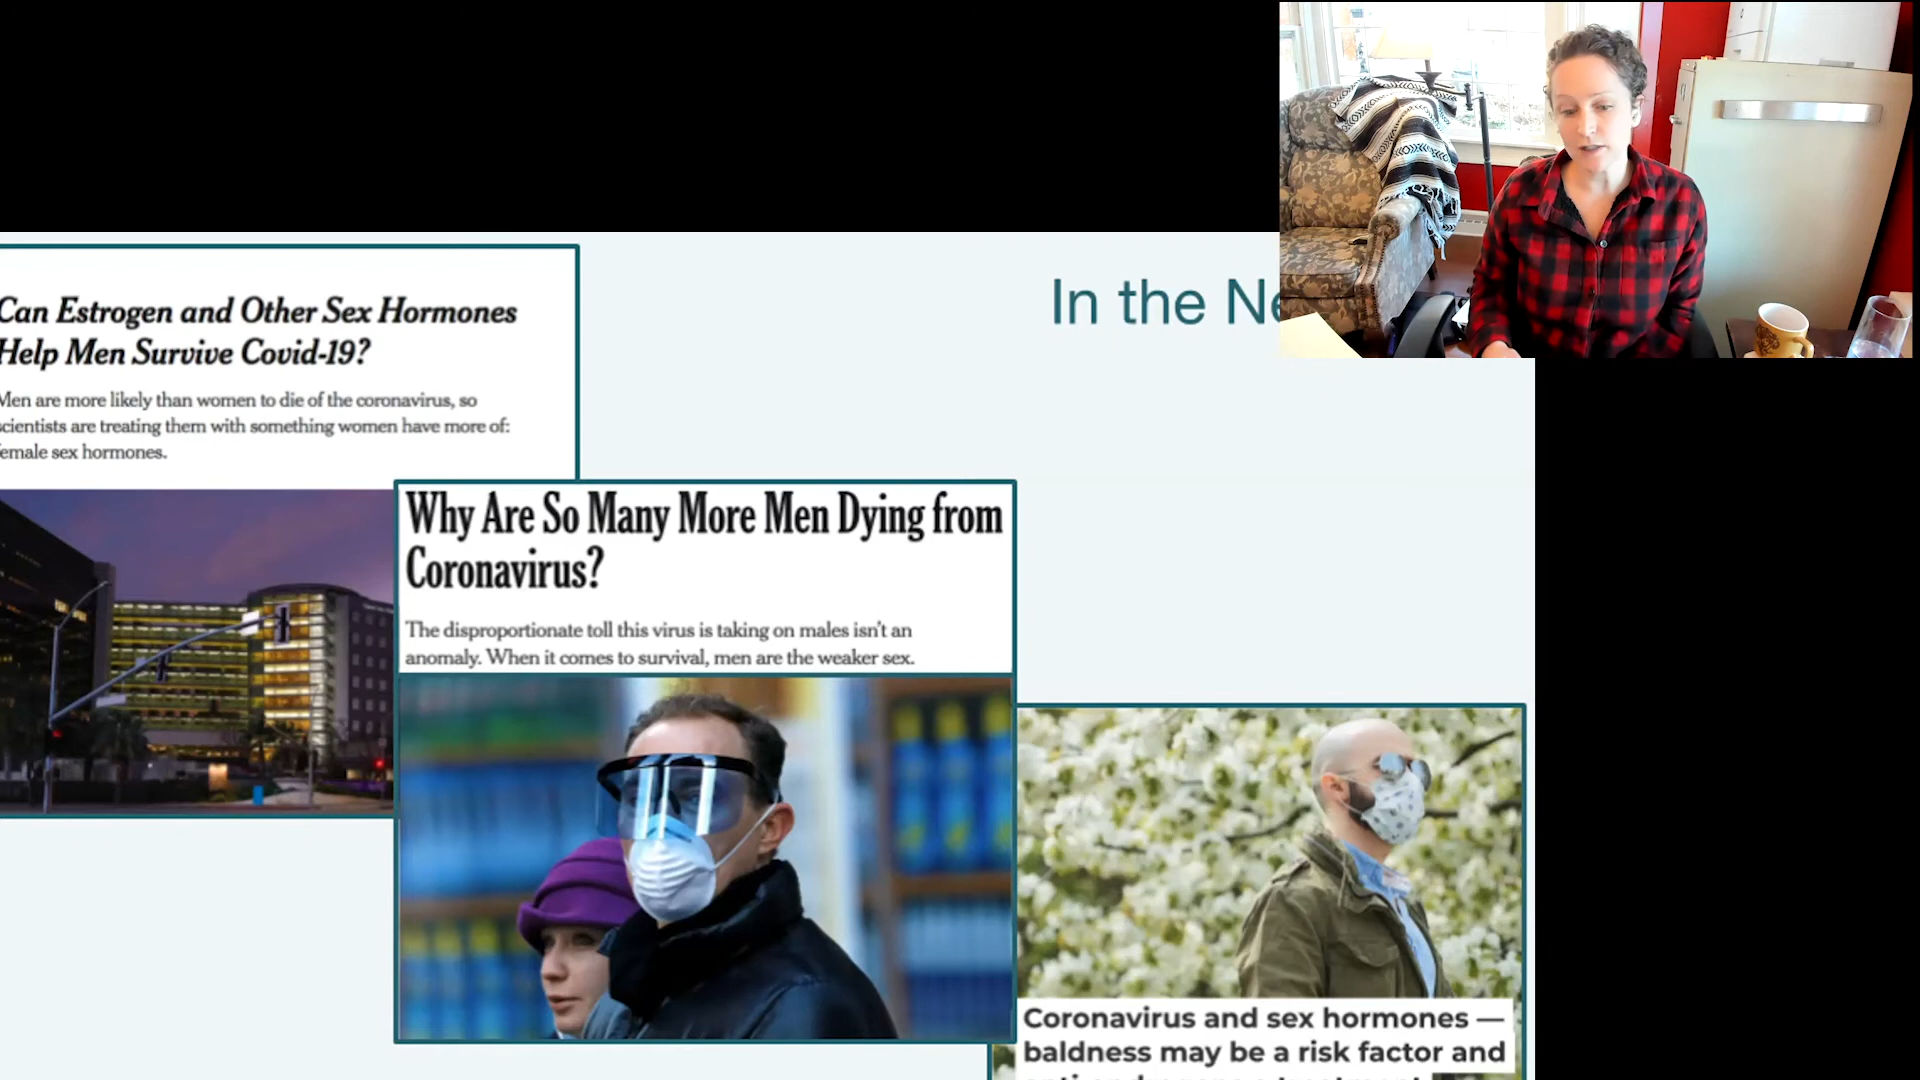 In the
Can Estrogen and Other Sex Hormones
Help Men Survive Covid-19?
Men are more likely than women to die of the coronavirus, so
scientists are treating them with something women have more of:
female sex hormones.
Why Are So Many More Men Dying from
Coronavirus?
The disproportionate toll this virus is taking on males isn't an
anomaly. When it comes to survival, men are the weaker sex.
Coronavirus and sex hormones —
baldness may be a risk factor and